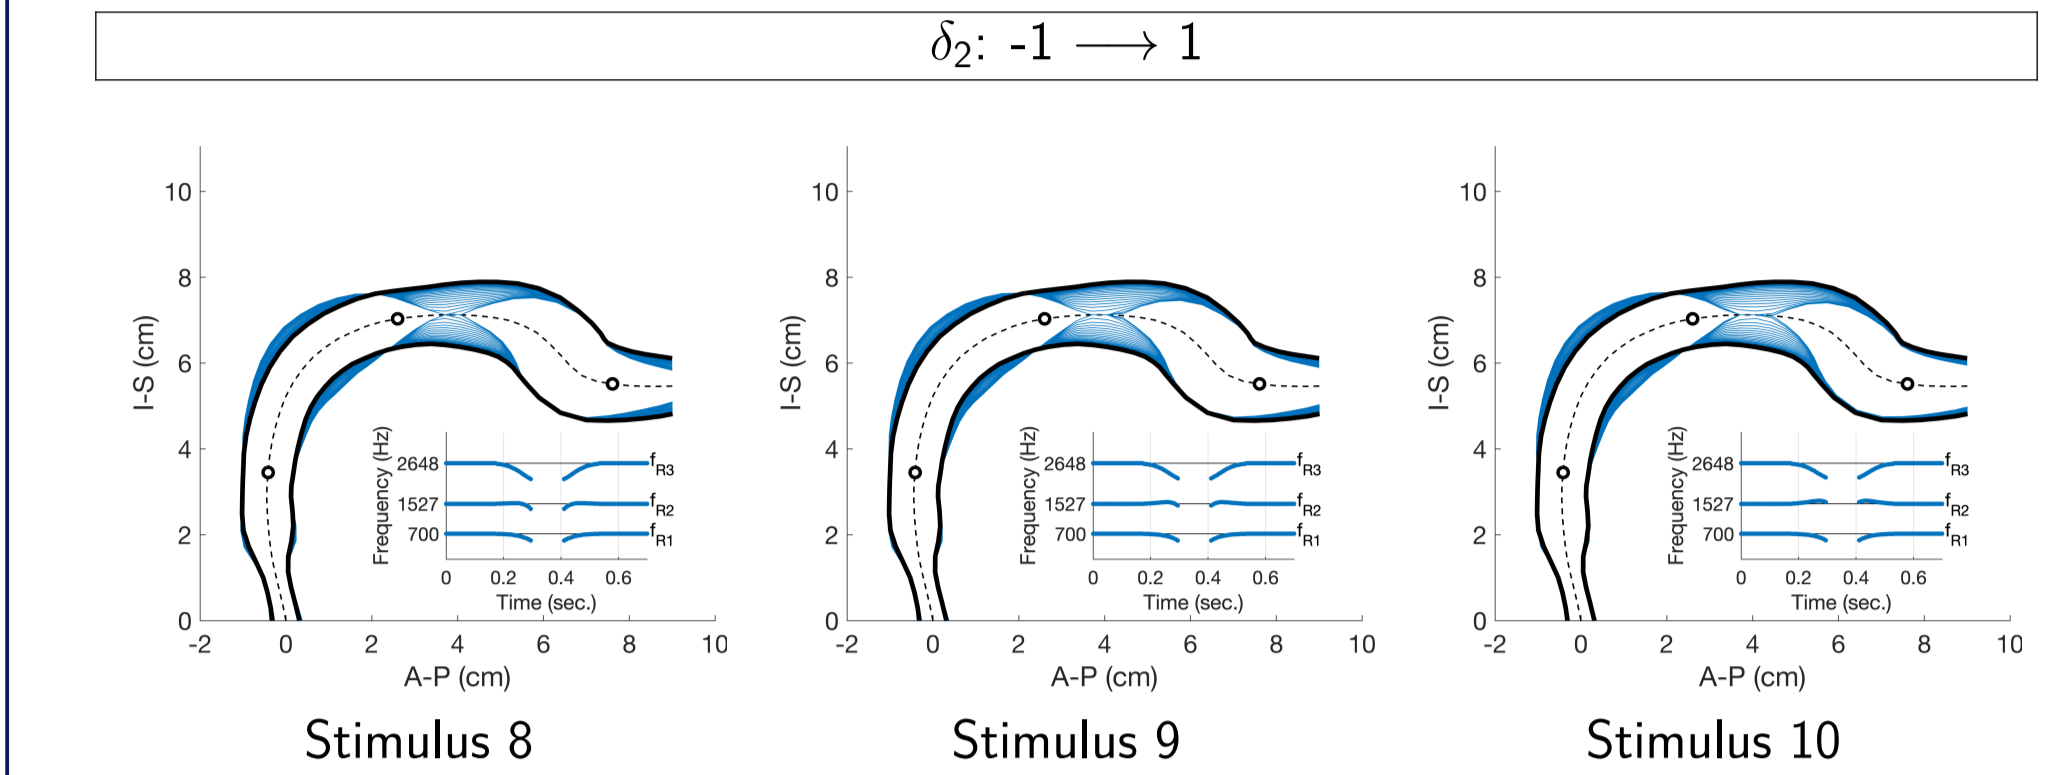 δ₂: -1 ⟶ 1
10
8
6
4
2
0
-2 0 2 4 6 8 10
I-S (cm)
A-P (cm)
Frequency (Hz)
2648
1527
700
fR3
fR2
fR1
0 0.2 0.4 0.6
Time (sec.)
Stimulus 8
10
8
6
4
2
0
-2 0 2 4 6 8 10
I-S (cm)
A-P (cm)
Frequency (Hz)
2648
1527
700
fR3
fR2
fR1
0 0.2 0.4 0.6
Time (sec.)
Stimulus 9
10
8
6
4
2
0
-2 0 2 4 6 8 10
I-S (cm)
A-P (cm)
Frequency (Hz)
2648
1527
700
fR3
fR2
fR1
0 0.2 0.4 0.6
Time (sec.)
Stimulus 10